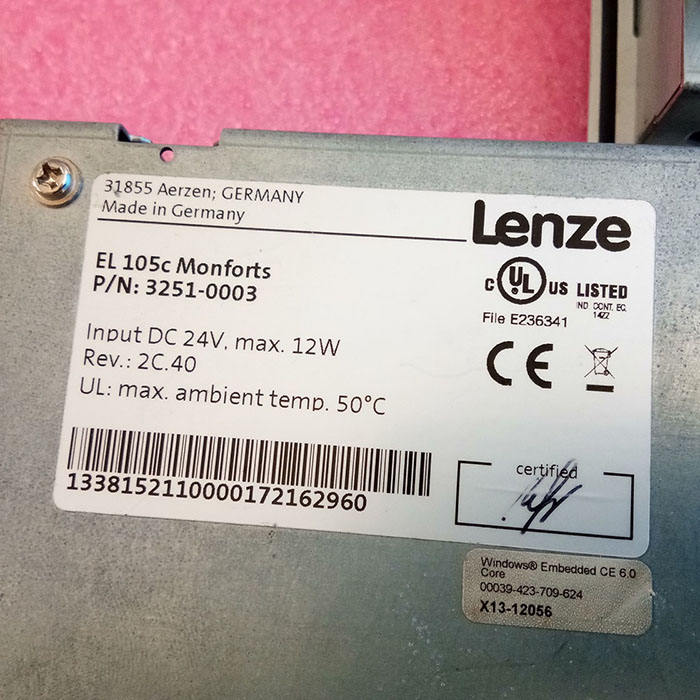 31855 Aerzen; GERMANY
Made in Germany
Lenze
EL 105c Monforts
P/N: 3251-0003
C UL US LISTED
IND. CONT. EQ.
1422
File E236341
Input DC 24V, max. 12W
Rev.: 2C.40
UL: max. ambient temp. 50°C
CE
1338152110000172162960
certified
Windows® Embedded CE 6.0
Core
00039-423-709-624
X13-12056